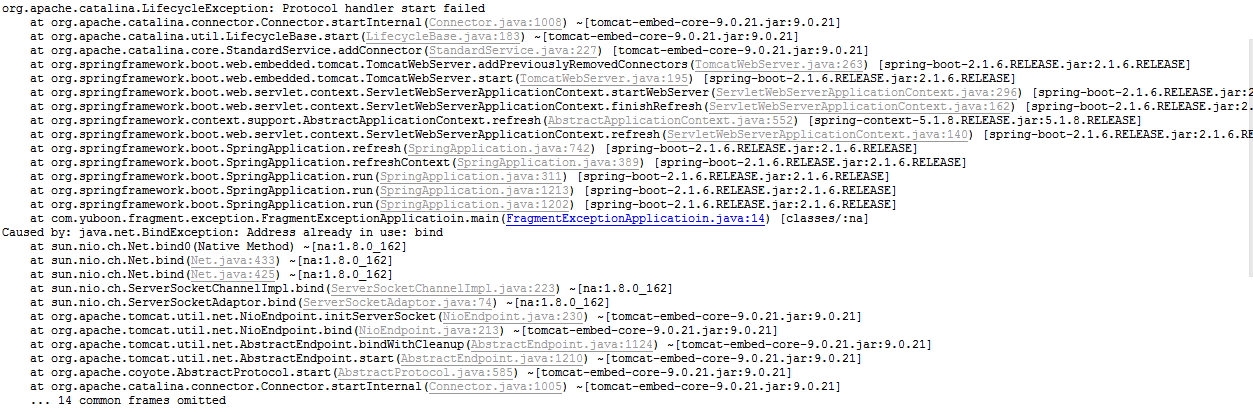 org.apache.catalina.LifecycleException: Protocol handler start failed
at org.apache.catalina.connector.Connector.startInternal(Connector.java:1008) ~[tomcat-embed-core-9.0.21.jar:9.0.21]
at org.apache.catalina.util.LifecycleBase.start(LifecycleBase.java:183) ~[tomcat-embed-core-9.0.21.jar:9.0.21]
at org.apache.catalina.core.StandardService.addConnector(StandardService.java:227) [tomcat-embed-core-9.0.21.jar:9.0.21]
at org.springframework.boot.web.embedded.tomcat.TomcatWebServer.addPreviouslyRemovedConnectors(TomcatWebServer.java:263) [spring-boot-2.1.6.RELEASE.jar:2.1.6.RELEASE]
at org.springframework.boot.web.embedded.tomcat.TomcatWebServer.start(TomcatWebServer.java:195) [spring-boot-2.1.6.RELEASE.jar:2.1.6.RELEASE]
at org.springframework.boot.web.servlet.context.ServletWebServerApplicationContext.startWebServer(ServletWebServerApplicationContext.java:296) [spring-boot-2.1.6.RELEASE.jar:2
at org.springframework.boot.web.servlet.context.ServletWebServerApplicationContext.finishRefresh(ServletWebServerApplicationContext.java:162) [spring-boot-2.1.6.RELEASE.jar:2.
at org.springframework.context.support.AbstractApplicationContext.refresh(AbstractApplicationContext.java:552) [spring-context-5.1.8.RELEASE.jar:5.1.8.RELEASE]
at org.springframework.boot.web.servlet.context.ServletWebServerApplicationContext.refresh(ServletWebServerApplicationContext.java:140) [spring-boot-2.1.6.RELEASE.jar:2.1.6.RE
at org.springframework.boot.SpringApplication.refresh(SpringApplication.java:742) [spring-boot-2.1.6.RELEASE.jar:2.1.6.RELEASE]
at org.springframework.boot.SpringApplication.refreshContext(SpringApplication.java:389) [spring-boot-2.1.6.RELEASE.jar:2.1.6.RELEASE]
at org.springframework.boot.SpringApplication.run(SpringApplication.java:311) [spring-boot-2.1.6.RELEASE.jar:2.1.6.RELEASE]
at org.springframework.boot.SpringApplication.run(SpringApplication.java:1213) [spring-boot-2.1.6.RELEASE.jar:2.1.6.RELEASE]
at org.springframework.boot.SpringApplication.run(SpringApplication.java:1202) [spring-boot-2.1.6.RELEASE.jar:2.1.6.RELEASE]
at com.yuboon.fragment.exception.FragmentExceptionApplicatioin.main(FragmentExceptionApplicatioin.java:14) [classes/:na]
Caused by: java.net.BindException: Address already in use: bind
at sun.nio.ch.Net.bind0(Native Method) ~[na:1.8.0_162]
at sun.nio.ch.Net.bind(Net.java:433) ~[na:1.8.0_162]
at sun.nio.ch.Net.bind(Net.java:425) ~[na:1.8.0_162]
at sun.nio.ch.ServerSocketChannelImpl.bind(ServerSocketChannelImpl.java:223) ~[na:1.8.0_162]
at sun.nio.ch.ServerSocketAdaptor.bind(ServerSocketAdaptor.java:74) ~[na:1.8.0_162]
at org.apache.tomcat.util.net.NioEndpoint.initServerSocket(NioEndpoint.java:230) ~[tomcat-embed-core-9.0.21.jar:9.0.21]
at org.apache.tomcat.util.net.NioEndpoint.bind(NioEndpoint.java:213) ~[tomcat-embed-core-9.0.21.jar:9.0.21]
at org.apache.tomcat.util.net.AbstractEndpoint.bindWithCleanup(AbstractEndpoint.java:1124) ~[tomcat-embed-core-9.0.21.jar:9.0.21]
at org.apache.tomcat.util.net.AbstractEndpoint.start(AbstractEndpoint.java:1210) ~[tomcat-embed-core-9.0.21.jar:9.0.21]
at org.apache.coyote.AbstractProtocol.start(AbstractProtocol.java:585) ~[tomcat-embed-core-9.0.21.jar:9.0.21]
at org.apache.catalina.connector.Connector.startInternal(Connector.java:1005) ~[tomcat-embed-core-9.0.21.jar:9.0.21]
... 14 common frames omitted